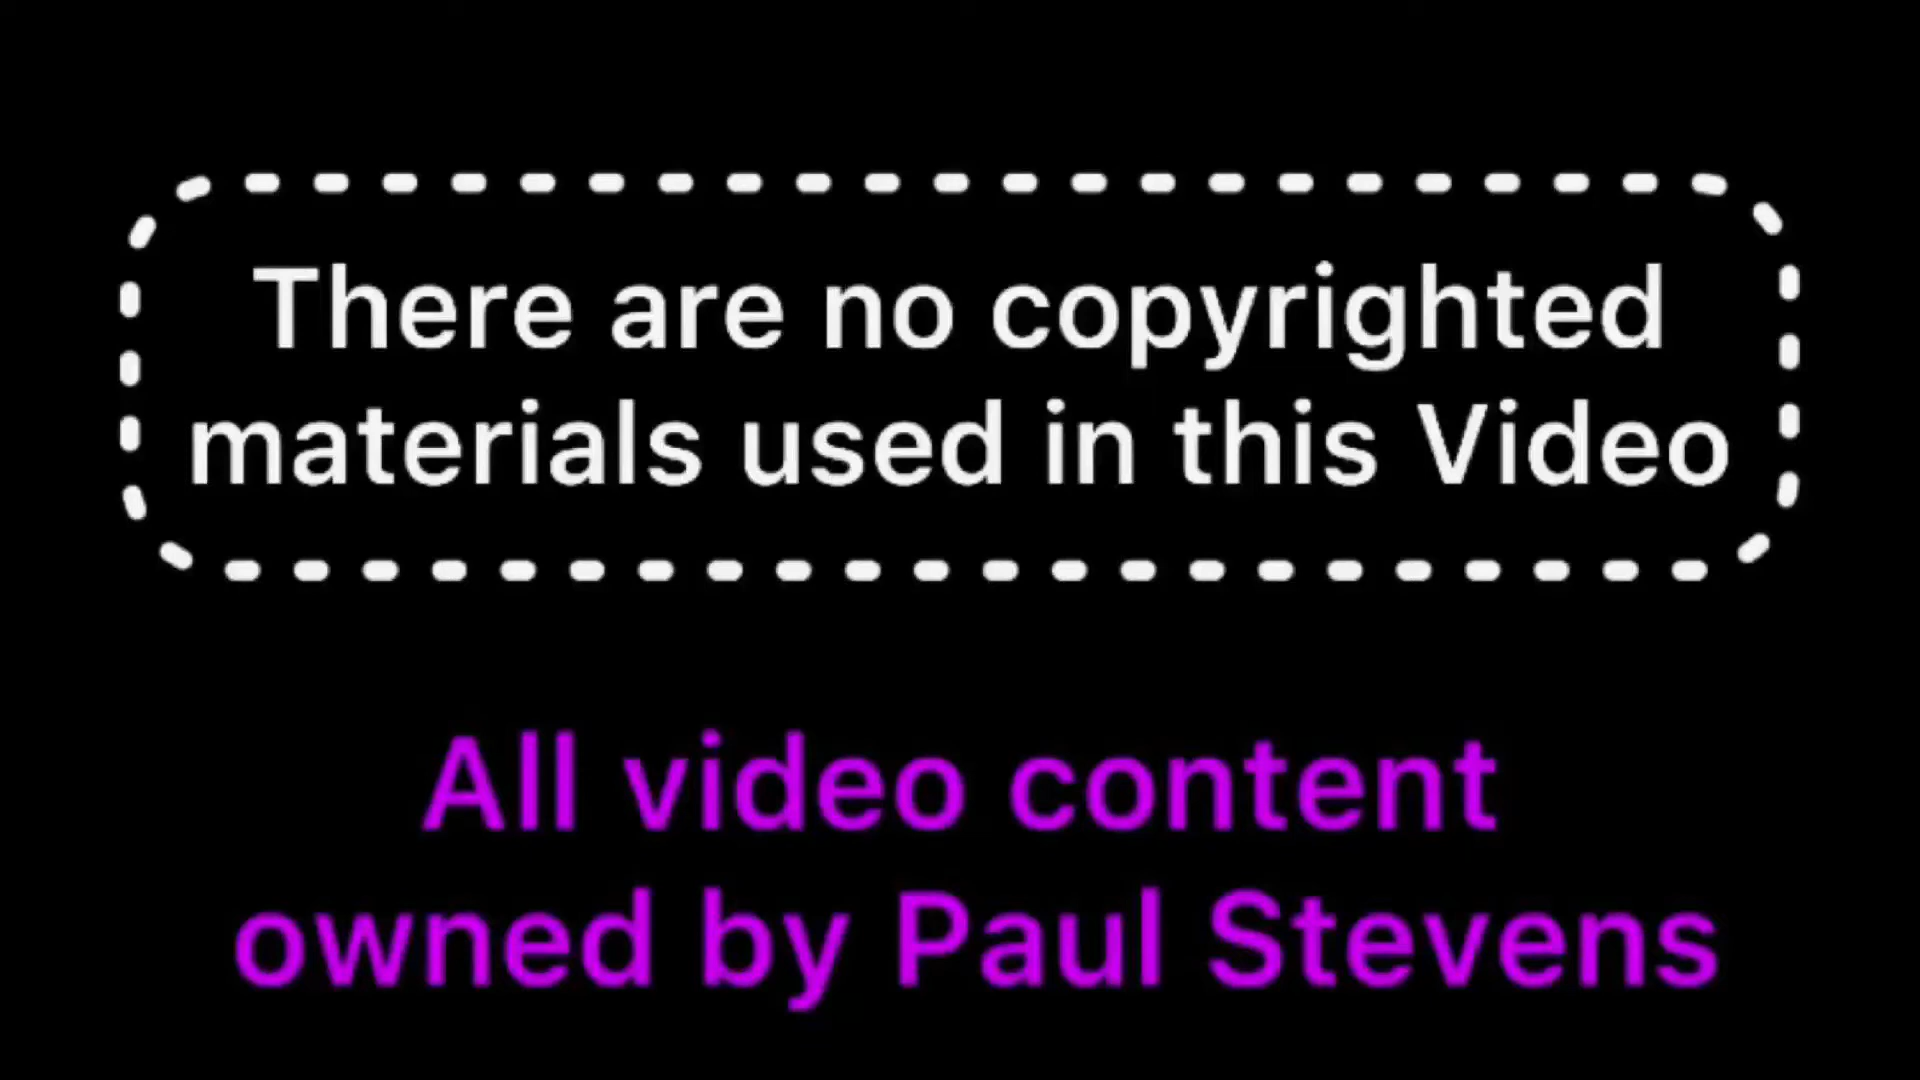 There are no copyrighted
materials used in this Video
All video content
owned by Paul Stevens